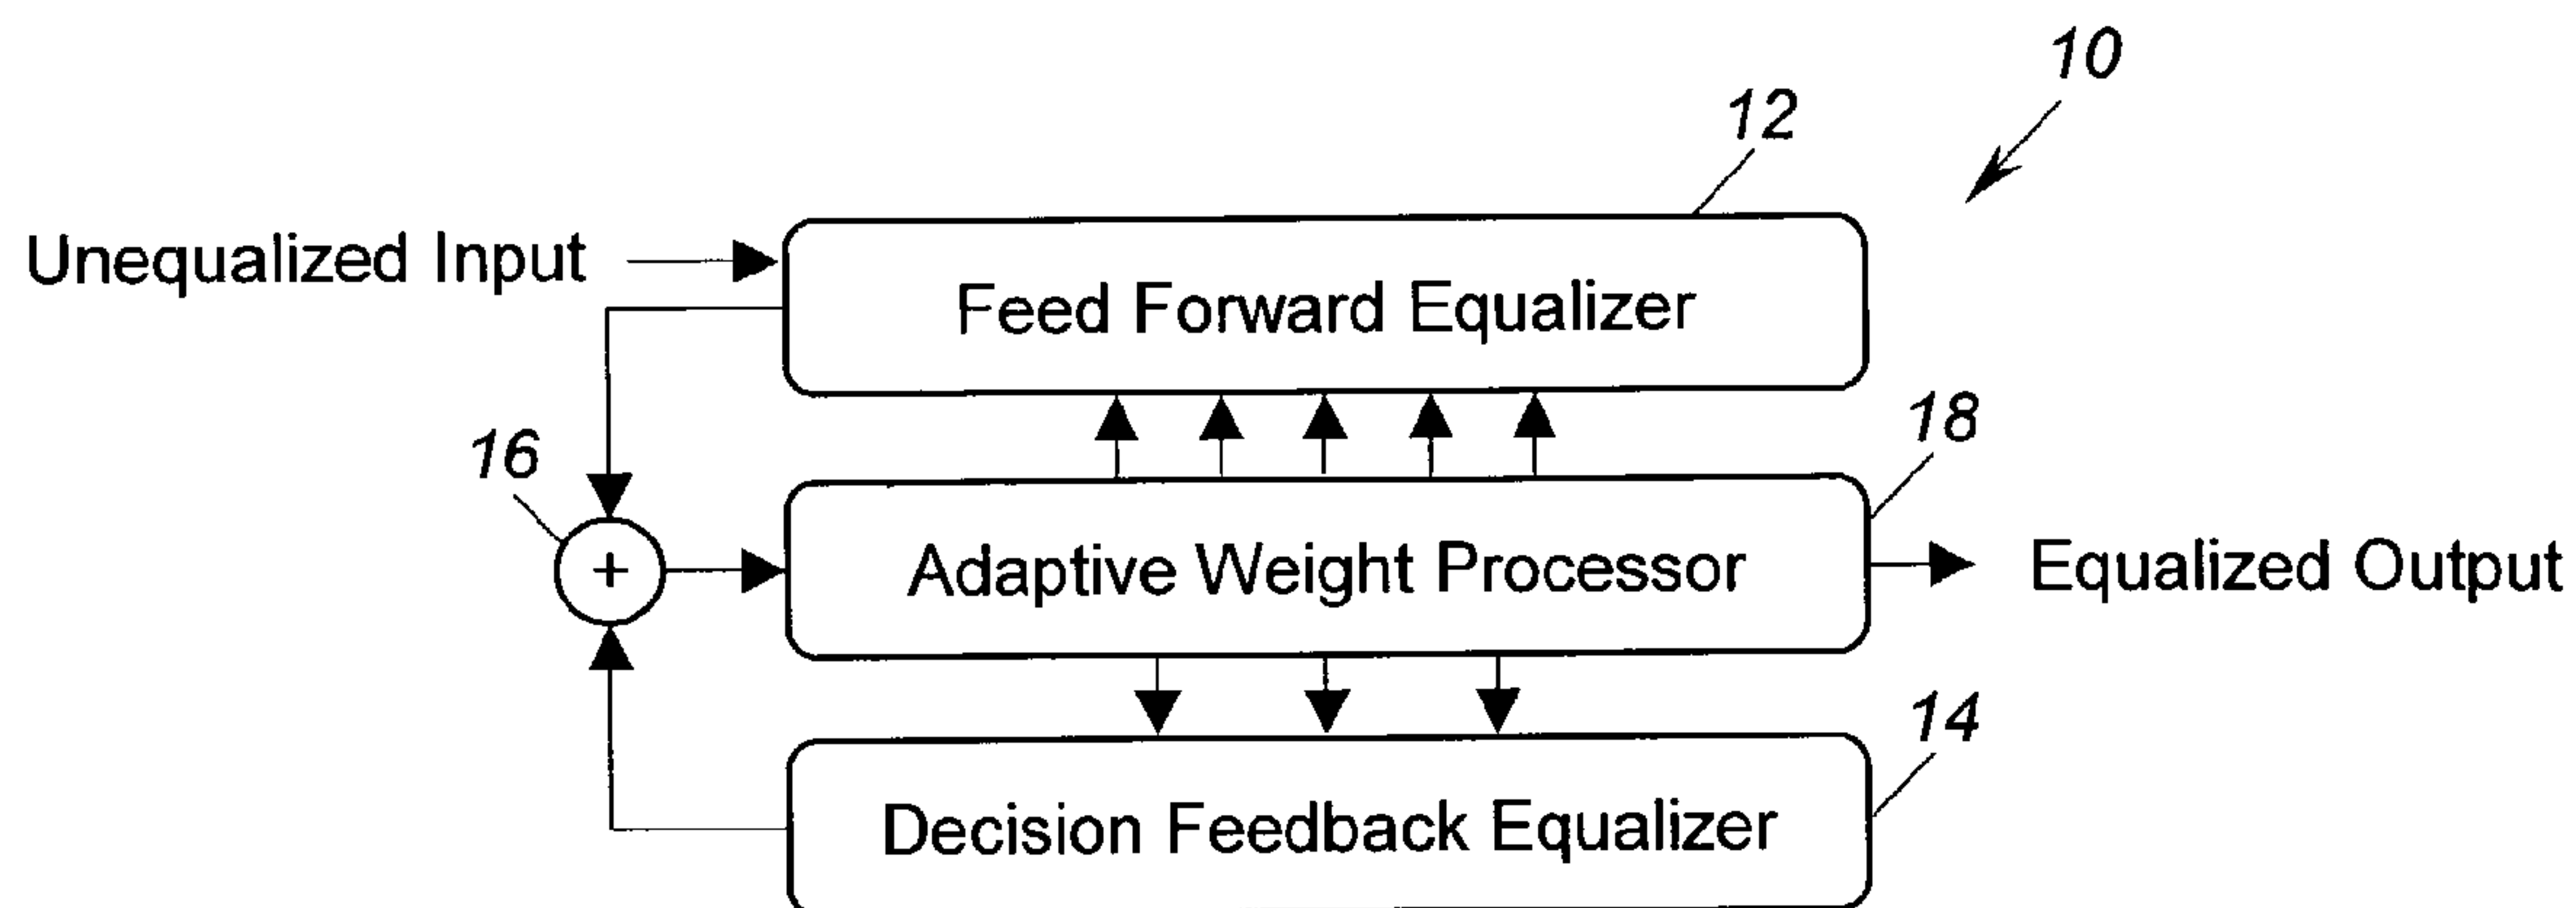 10
12
Unequalized Input
Feed Forward Equalizer
18
16
+
Adaptive Weight Processor
Equalized Output
14
Decision Feedback Equalizer